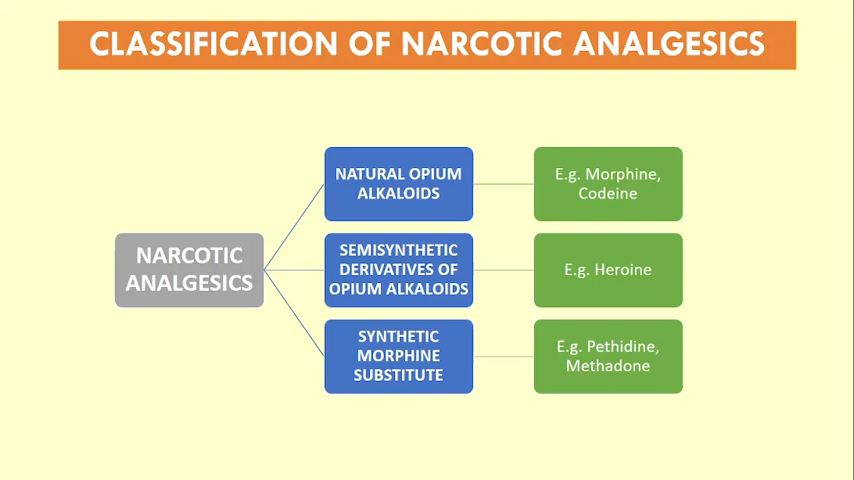 CLASSIFICATION OF NARCOTIC ANALGESICS
NARCOTIC
ANALGESICS
NATURAL OPIUM
ALKALOIDS
E.g. Morphine,
Codeine
SEMISYNTHETIC
DERIVATIVES OF
OPIUM ALKALOIDS
E.g. Heroine
SYNTHETIC
MORPHINE
SUBSTITUTE
E.g. Pethidine,
Methadone